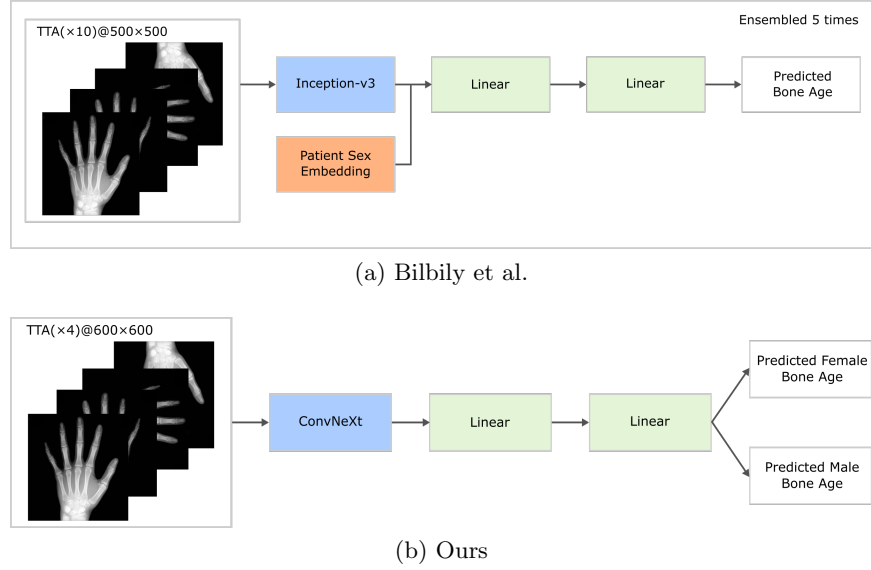 TTA(×10)@500×500
Ensembled 5 times
Inception-v3
Linear
Linear
Predicted
Bone Age
Patient Sex
Embedding
(a) Bilbily et al.
TTA(×4)@600×600
ConvNeXt
Linear
Linear
Predicted Female
Bone Age
Predicted Male
Bone Age
(b) Ours